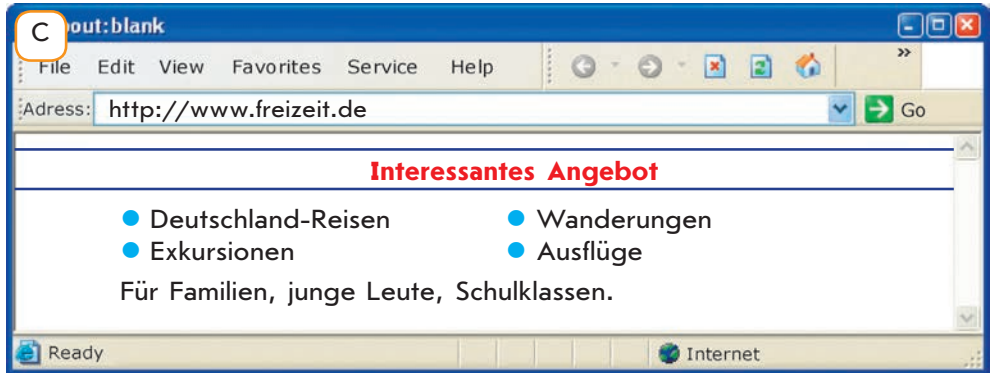 C
out:blank
File Edit View Favorites Service Help »
Adress: http://www.freizeit.de Go
Interessantes Angebot
• Deutschland-Reisen • Wanderungen
• Exkursionen • Ausflüge
Für Familien, junge Leute, Schulklassen.
Ready Internet